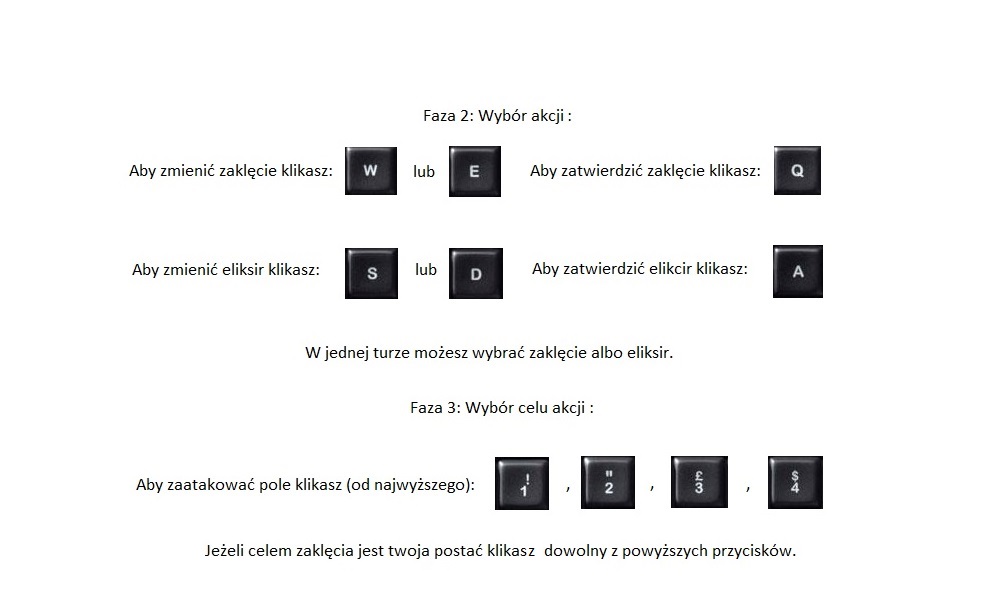 Faza 2: Wybór akcji :
Aby zmienić zaklęcie klikasz: W lub E Aby zatwierdzić zaklęcie klikasz: Q
Aby zmienić eliksir klikasz: S lub D Aby zatwierdzić elikcir klikasz: A
W jednej turze możesz wybrać zaklęcie albo eliksir.
Faza 3: Wybór celu akcji :
Aby zaatakować pole klikasz (od najwyższego): ! 1 , " 2 , £ 3 , $ 4
Jeżeli celem zaklęcia jest twoja postać klikasz dowolny z powyższych przycisków.